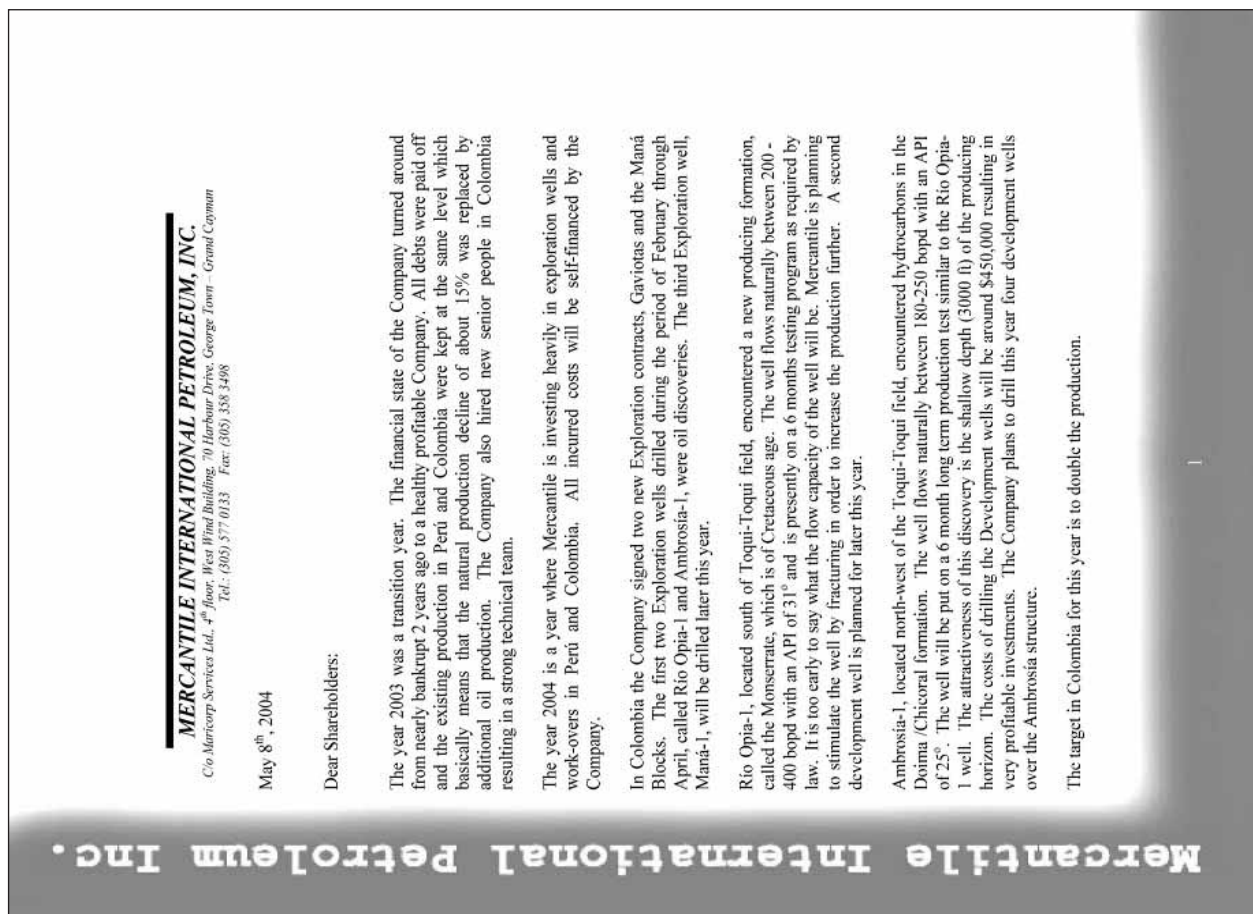 MERCANTILE INTERNATIONAL PETROLEUM, INC.
C/o Maricorp Services Ltd., 4th floor, West Wind Building, 70 Harbour Drive, George Town – Grand Cayman
Tel.: (305) 577 0133 Fax: (305) 358 3498
May 8th, 2004
Dear Shareholders:
The year 2003 was a transition year. The financial state of the Company turned around
from nearly bankrupt 2 years ago to a healthy profitable Company. All debts were paid off
and the existing production in Perú and Colombia were kept at the same level which
basically means that the natural production decline of about 15% was replaced by
additional oil production. The Company also hired new senior people in Colombia
resulting in a strong technical team.
The year 2004 is a year where Mercantile is investing heavily in exploration wells and
work-overs in Perú and Colombia. All incurred costs will be self-financed by the
Company.
In Colombia the Company signed two new Exploration contracts, Gaviotas and the Maná
Blocks. The first two Exploration wells drilled during the period of February through
April, called Río Opia-1 and Ambrosía-1, were oil discoveries. The third Exploration well,
Maná-1, will be drilled later this year.
Río Opia-1, located south of Toqui-Toqui field, encountered a new producing formation,
called the Monserrate, which is of Cretaceous age. The well flows naturally between 200 -
400 bopd with an API of 31° and is presently on a 6 months testing program as required by
law. It is too early to say what the flow capacity of the well will be. Mercantile is planning
to stimulate the well by fracturing in order to increase the production further. A second
development well is planned for later this year.
Ambrosía-1, located north-west of the Toqui-Toqui field, encountered hydrocarbons in the
Doima /Chicoral formation. The well flows naturally between 180-250 bopd with an API
of 25°. The well will be put on a 6 month long term production test similar to the Río Opia-
1 well. The attractiveness of this discovery is the shallow depth (3000 ft) of the producing
horizon. The costs of drilling the Development wells will be around $450,000 resulting in
very profitable investments. The Company plans to drill this year four development wells
over the Ambrosía structure.
The target in Colombia for this year is to double the production.
1
Mercantile International Petroleum Inc.